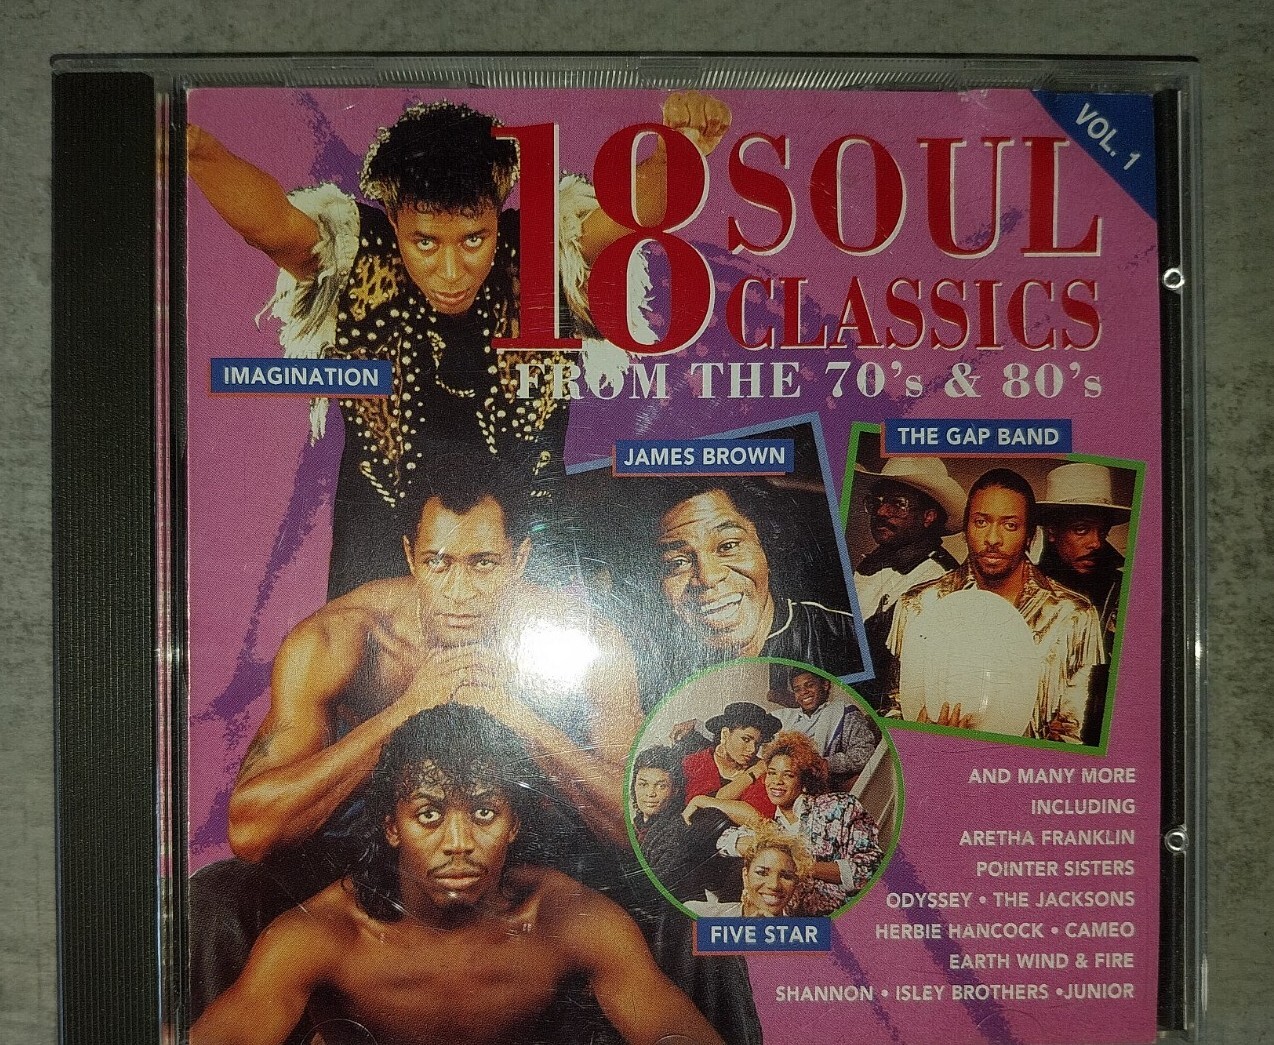 VOL. 1
18 SOUL
CLASSICS
FROM THE 70's & 80's
IMAGINATION
JAMES BROWN
THE GAP BAND
FIVE STAR
AND MANY MORE
INCLUDING
ARETHA FRANKLIN
POINTER SISTERS
ODYSSEY • THE JACKSONS
HERBIE HANCOCK • CAMEO
EARTH WIND & FIRE
SHANNON • ISLEY BROTHERS •JUNIOR